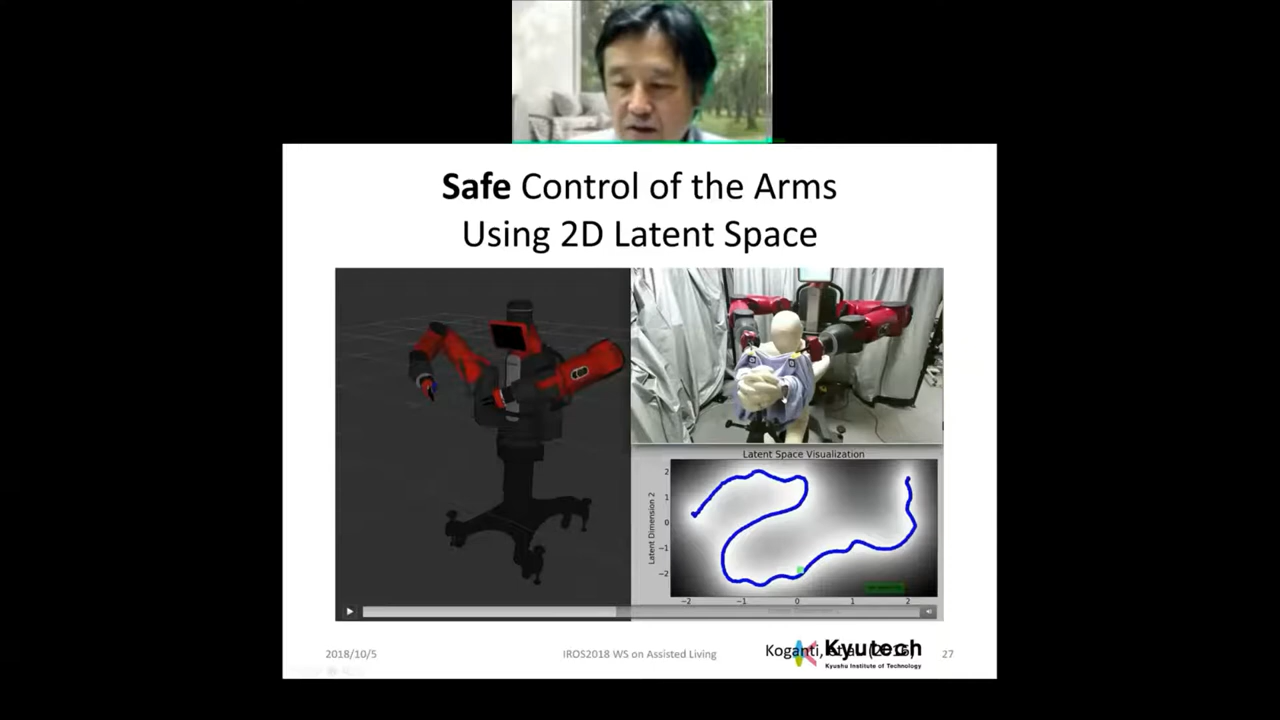 Safe Control of the Arms
Using 2D Latent Space
Latent Space Visualization
Latent Dimension 2
2
1
0
−1
−2
−2 −1 0 1 2
2018/10/5
IROS2018 WS on Assisted Living
Koganti,
Kyutech
Kyushu Institute of Technology
27